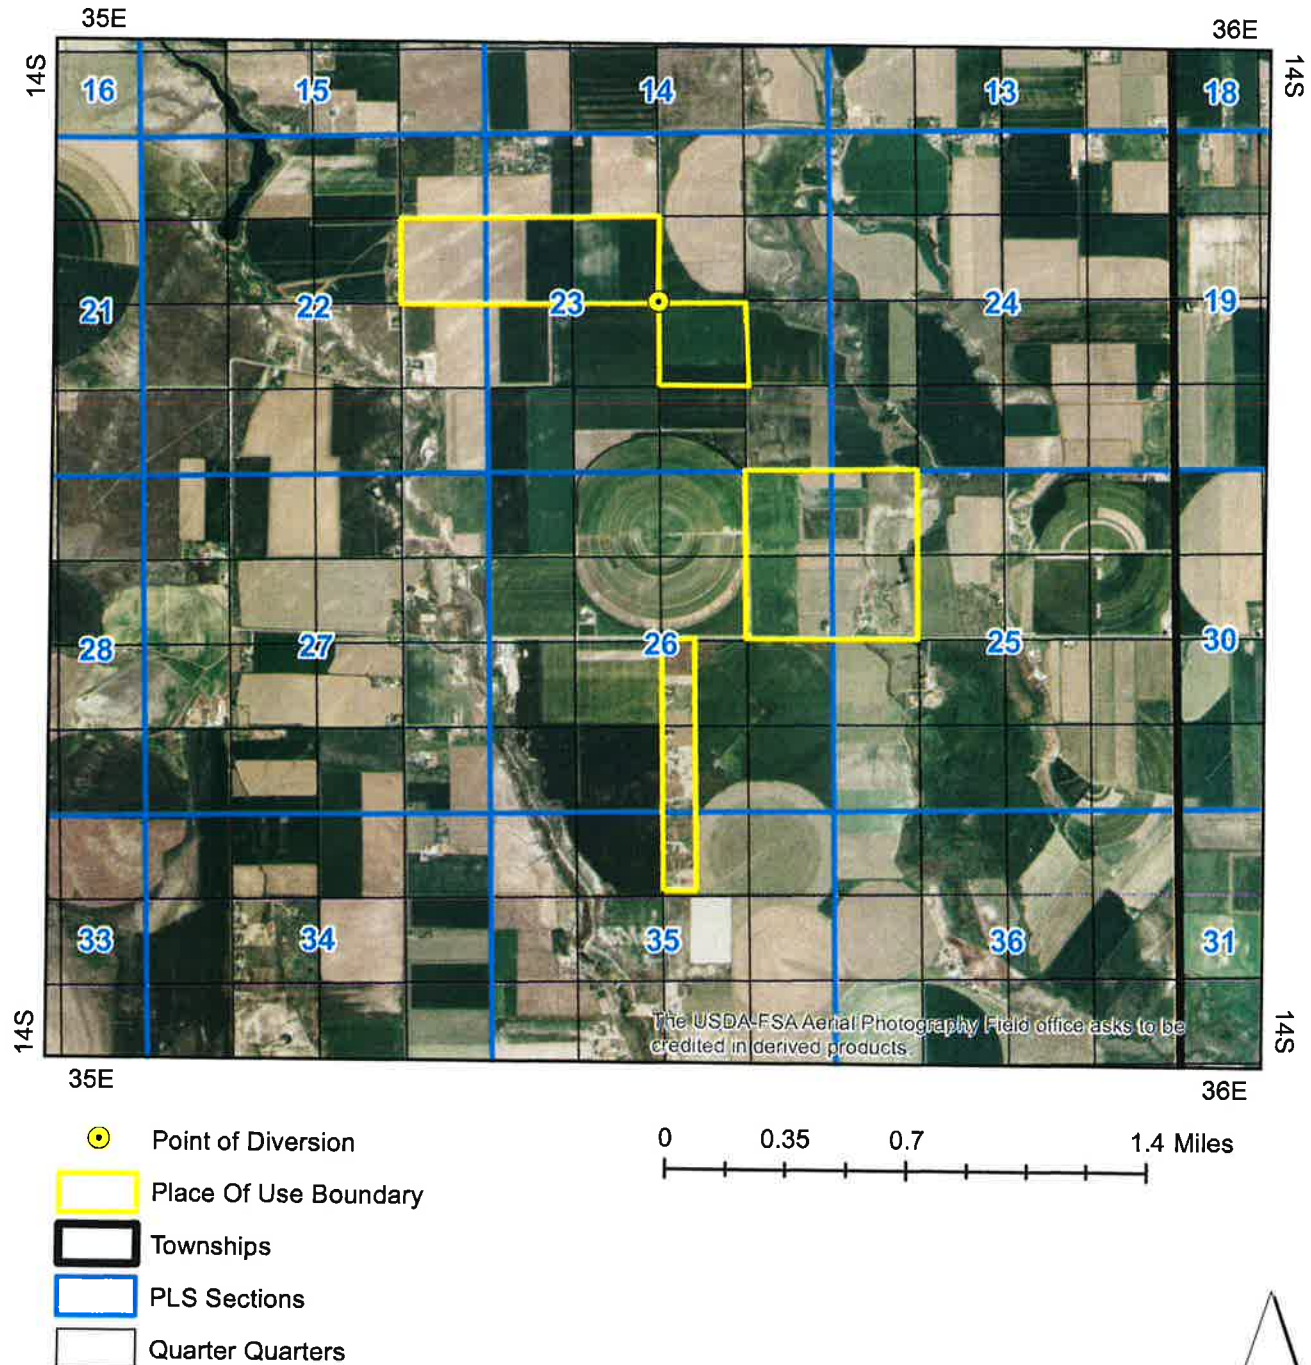 35E
36E
14S
14S
16
15
14
13
18
21
22
23
24
19
28
27
26
25
30
33
34
35
36
31
The USDA-FSA Aerial Photography Field office asks to be
credited in derived products.
14S
14S
35E
36E
Point of Diversion
0 0.35 0.7 1.4 Miles
Place Of Use Boundary
Townships
PLS Sections
Quarter Quarters